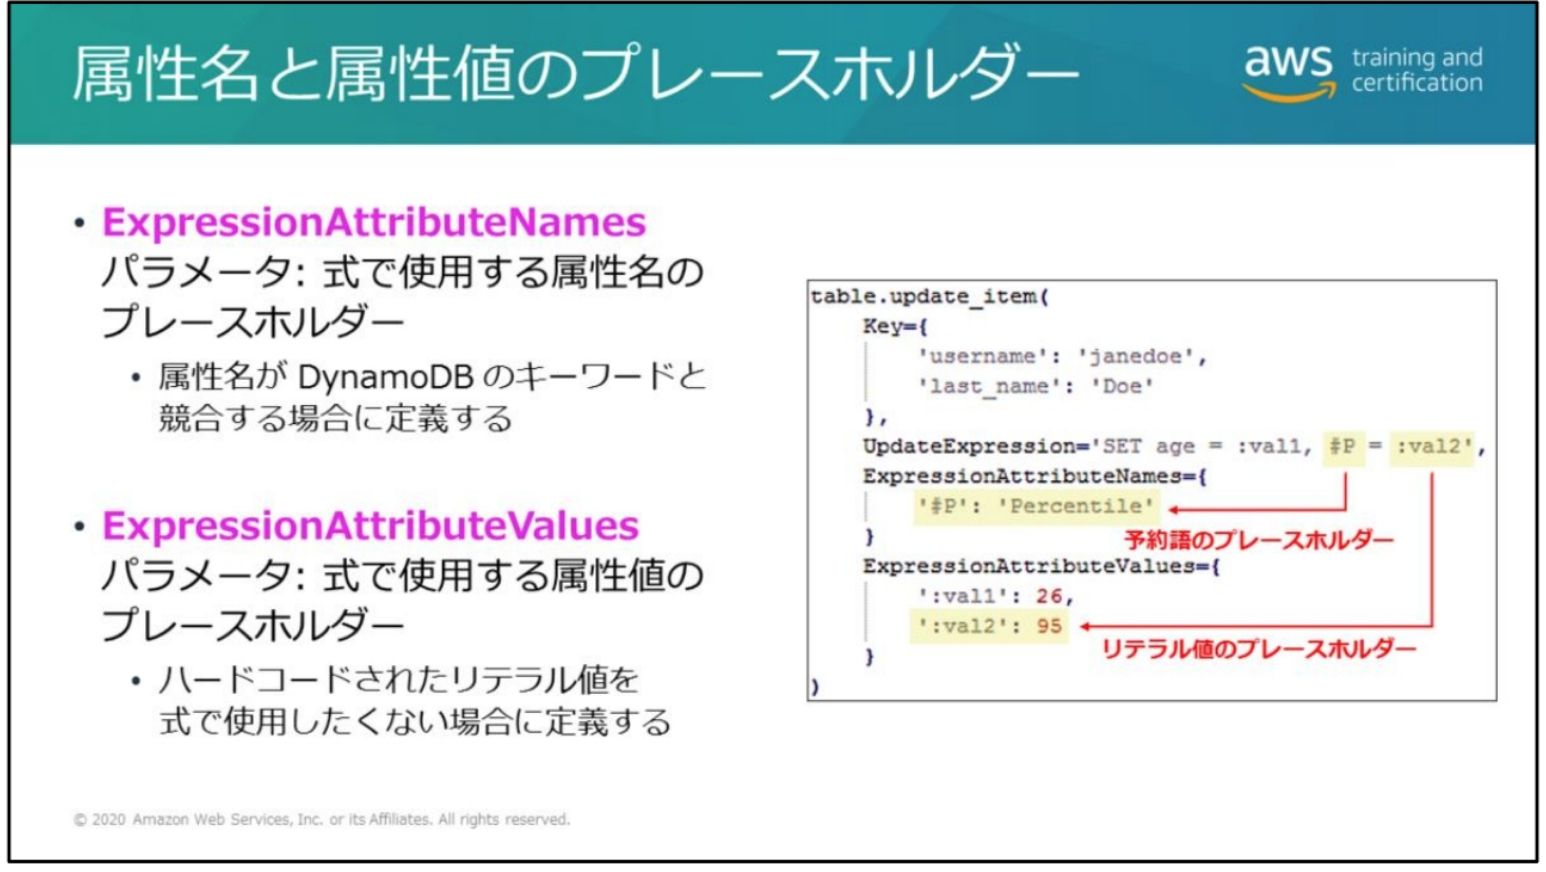 属性名と属性値のプレースホルダー
aws training and certification
• ExpressionAttributeNames
パラメータ: 式で使用する属性名の
プレースホルダー
• 属性名が DynamoDB のキーワードと
競合する場合に定義する
• ExpressionAttributeValues
パラメータ: 式で使用する属性値の
プレースホルダー
• ハードコードされたリテラル値を
式で使用したくない場合に定義する
table.update_item(
Key={
'username': 'janedoe',
'last_name': 'Doe'
},
UpdateExpression='SET age = :val1, #P = :val2',
ExpressionAttributeNames={
'#P': 'Percentile'
}
予約語のプレースホルダー
ExpressionAttributeValues={
':val1': 26,
':val2': 95
リテラル値のプレースホルダー
}
)
© 2020 Amazon Web Services, Inc. or its Affiliates. All rights reserved.